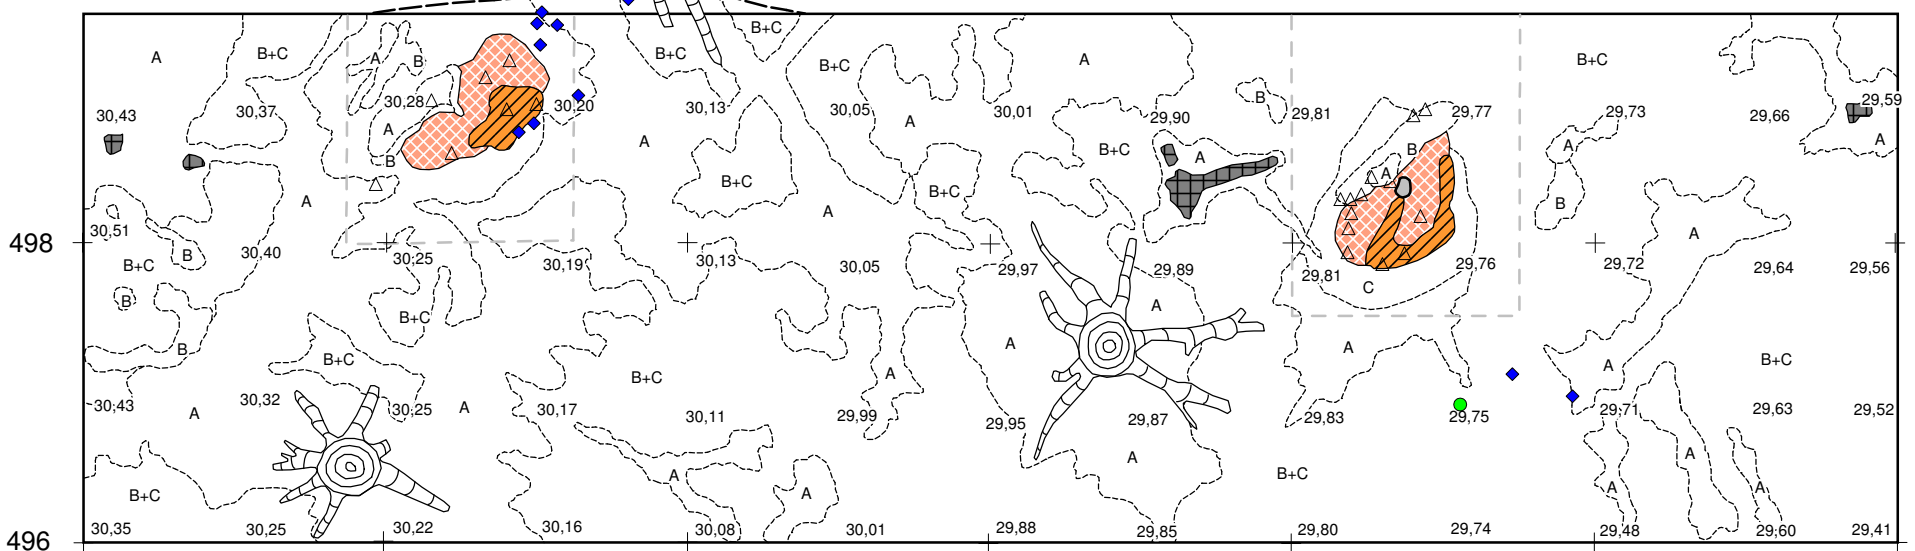 A B+C A B B+C B+C B+C A B+C
30,43 30,37 30,28 30,20 30,13 30,05 30,01 29,90 B 29,81 29,77 29,73 29,66 29,59
A A A B+C A B A A
B B+C B+C A B
30,51 A A A
498
B+C B 30,40 30,25 30,19 30,13 30,05 29,97 29,89 29,81 29,76 29,72 29,64 29,56
B B+C A C
B B+C B+C A A A A B+C
30,43 A 30,32 30,25 A 30,17 30,11 29,99 29,95 29,87 29,83 29,75 29,71 29,63 29,52
B+C A A A B+C A A A
496
30,35 30,25 30,22 30,16 30,08 30,01 29,88 29,85 29,80 29,74 29,48 29,60 29,41